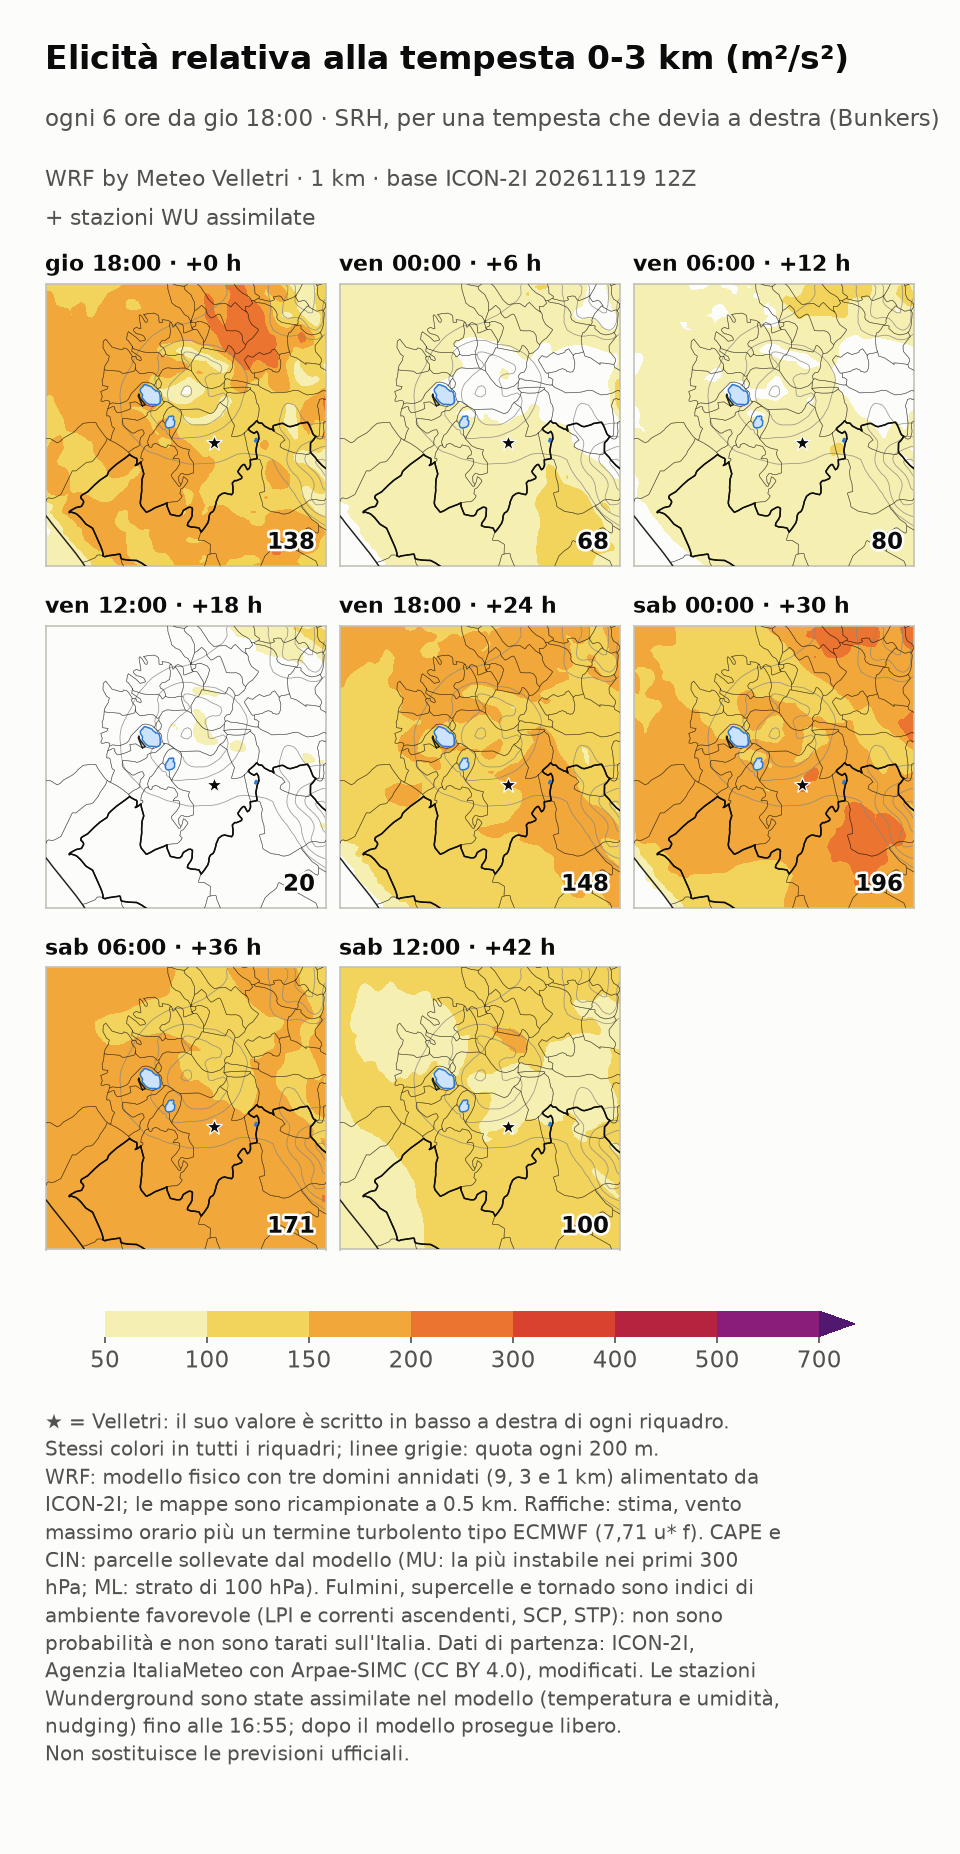 Elicità relativa alla tempesta 0-3 km (m²/s²)
ogni 6 ore da gio 18:00 · SRH, per una tempesta che devia a destra (Bunkers)
WRF by Meteo Velletri · 1 km · base ICON-2I 20261119 12Z
+ stazioni WU assimilate
gio 18:00 · +0 h
ven 00:00 · +6 h
ven 06:00 · +12 h
138
68
80
ven 12:00 · +18 h
ven 18:00 · +24 h
sab 00:00 · +30 h
20
148
196
sab 06:00 · +36 h
sab 12:00 · +42 h
171
100
50 100 150 200 300 400 500 700
★ = Velletri: il suo valore è scritto in basso a destra di ogni riquadro.
Stessi colori in tutti i riquadri; linee grigie: quota ogni 200 m.
WRF: modello fisico con tre domini annidati (9, 3 e 1 km) alimentato da
ICON-2I; le mappe sono ricampionate a 0.5 km. Raffiche: stima, vento
massimo orario più un termine turbolento tipo ECMWF (7,71 u* f). CAPE e
CIN: parcelle sollevate dal modello (MU: la più instabile nei primi 300
hPa; ML: strato di 100 hPa). Fulmini, supercelle e tornado sono indici di
ambiente favorevole (LPI e correnti ascendenti, SCP, STP): non sono
probabilità e non sono tarati sull'Italia. Dati di partenza: ICON-2I,
Agenzia ItaliaMeteo con Arpae-SIMC (CC BY 4.0), modificati. Le stazioni
Wunderground sono state assimilate nel modello (temperatura e umidità,
nudging) fino alle 16:55; dopo il modello prosegue libero.
Non sostituisce le previsioni ufficiali.